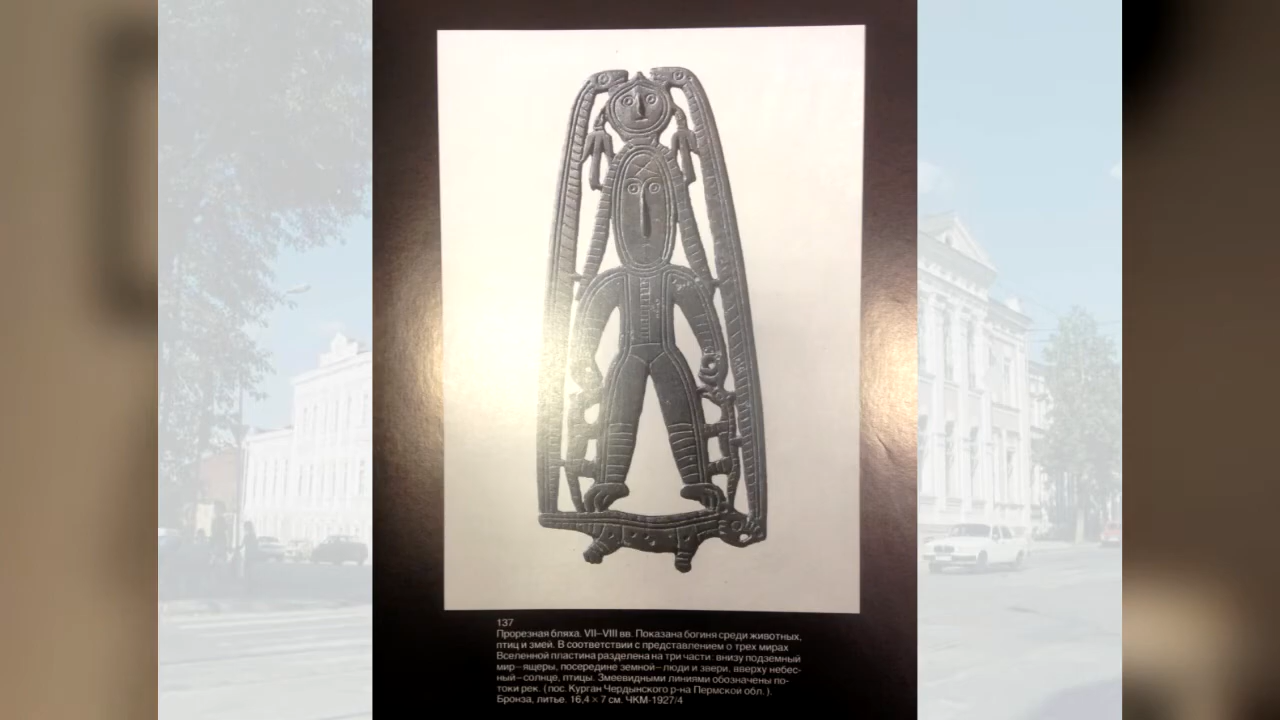 137
Прорезная бляха. VII–VIII вв. Показана богиня среди животных,
птиц и змей. В соответствии с представлением о трех мирах
Вселенной пластина разделена на три части: внизу подземный
мир—ящеры, посередине земной—люди и звери, вверху небес-
ный—солнце, птицы. Змеевидными линиями обозначены по-
токи рек. (пос. Курган Чердынского р-на Пермской обл.).
Бронза, литье. 16,4 × 7 см. ЧКМ-1927/4